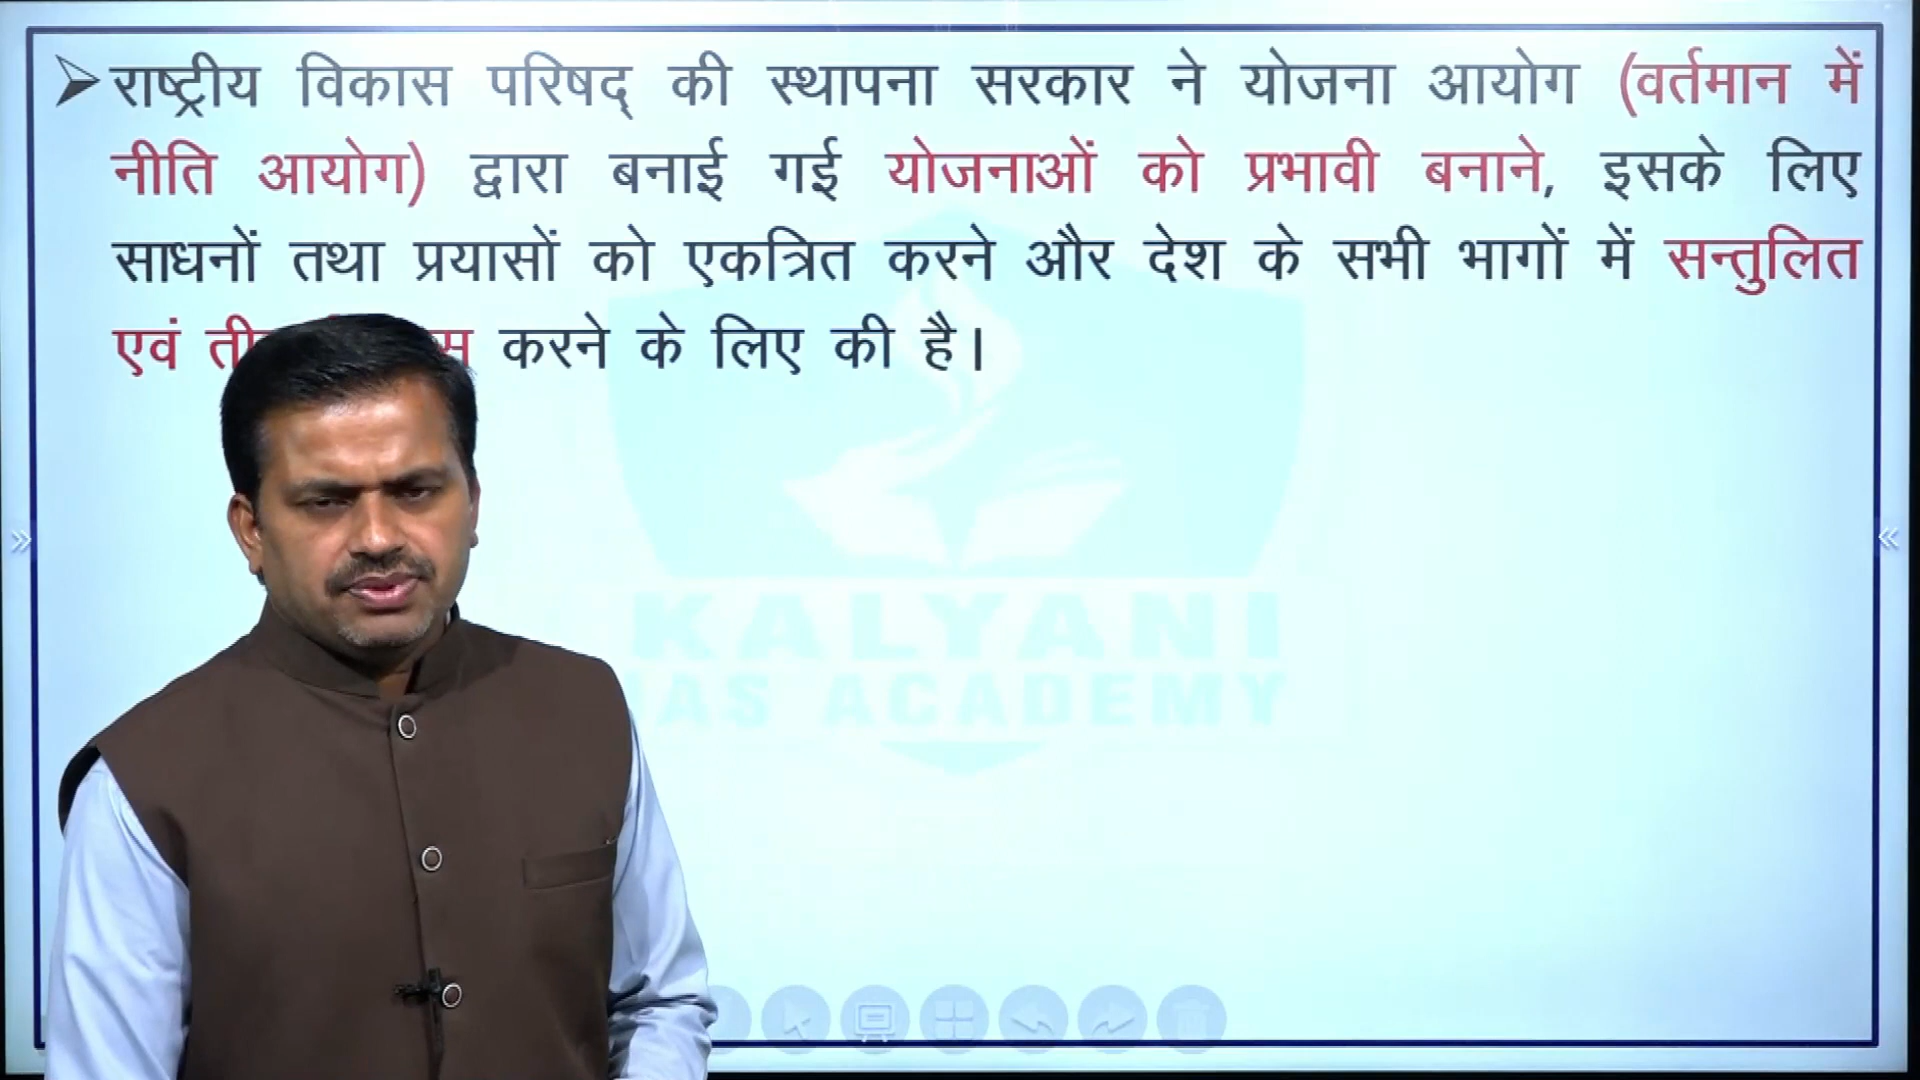 राष्ट्रीय विकास परिषद् की स्थापना सरकार ने योजना आयोग (वर्तमान में
नीति आयोग) द्वारा बनाई गई योजनाओं को प्रभावी बनाने, इसके लिए
साधनों तथा प्रयासों को एकत्रित करने और देश के सभी भागों में सन्तुलित
एवं करने के लिए की है।
KALYANI
IAS ACADEMY